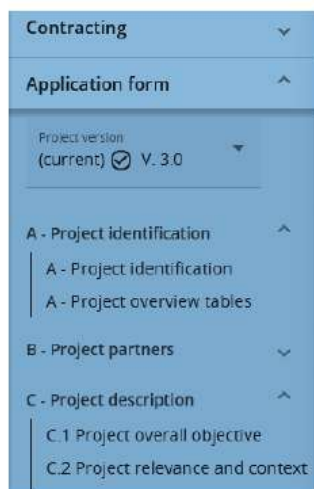 Contracting
Application form
Project version
(current) V. 3.0
A - Project identification
A - Project identification
A - Project overview tables
B - Project partners
C - Project description
C.1 Project overall objective
C.2 Project relevance and context